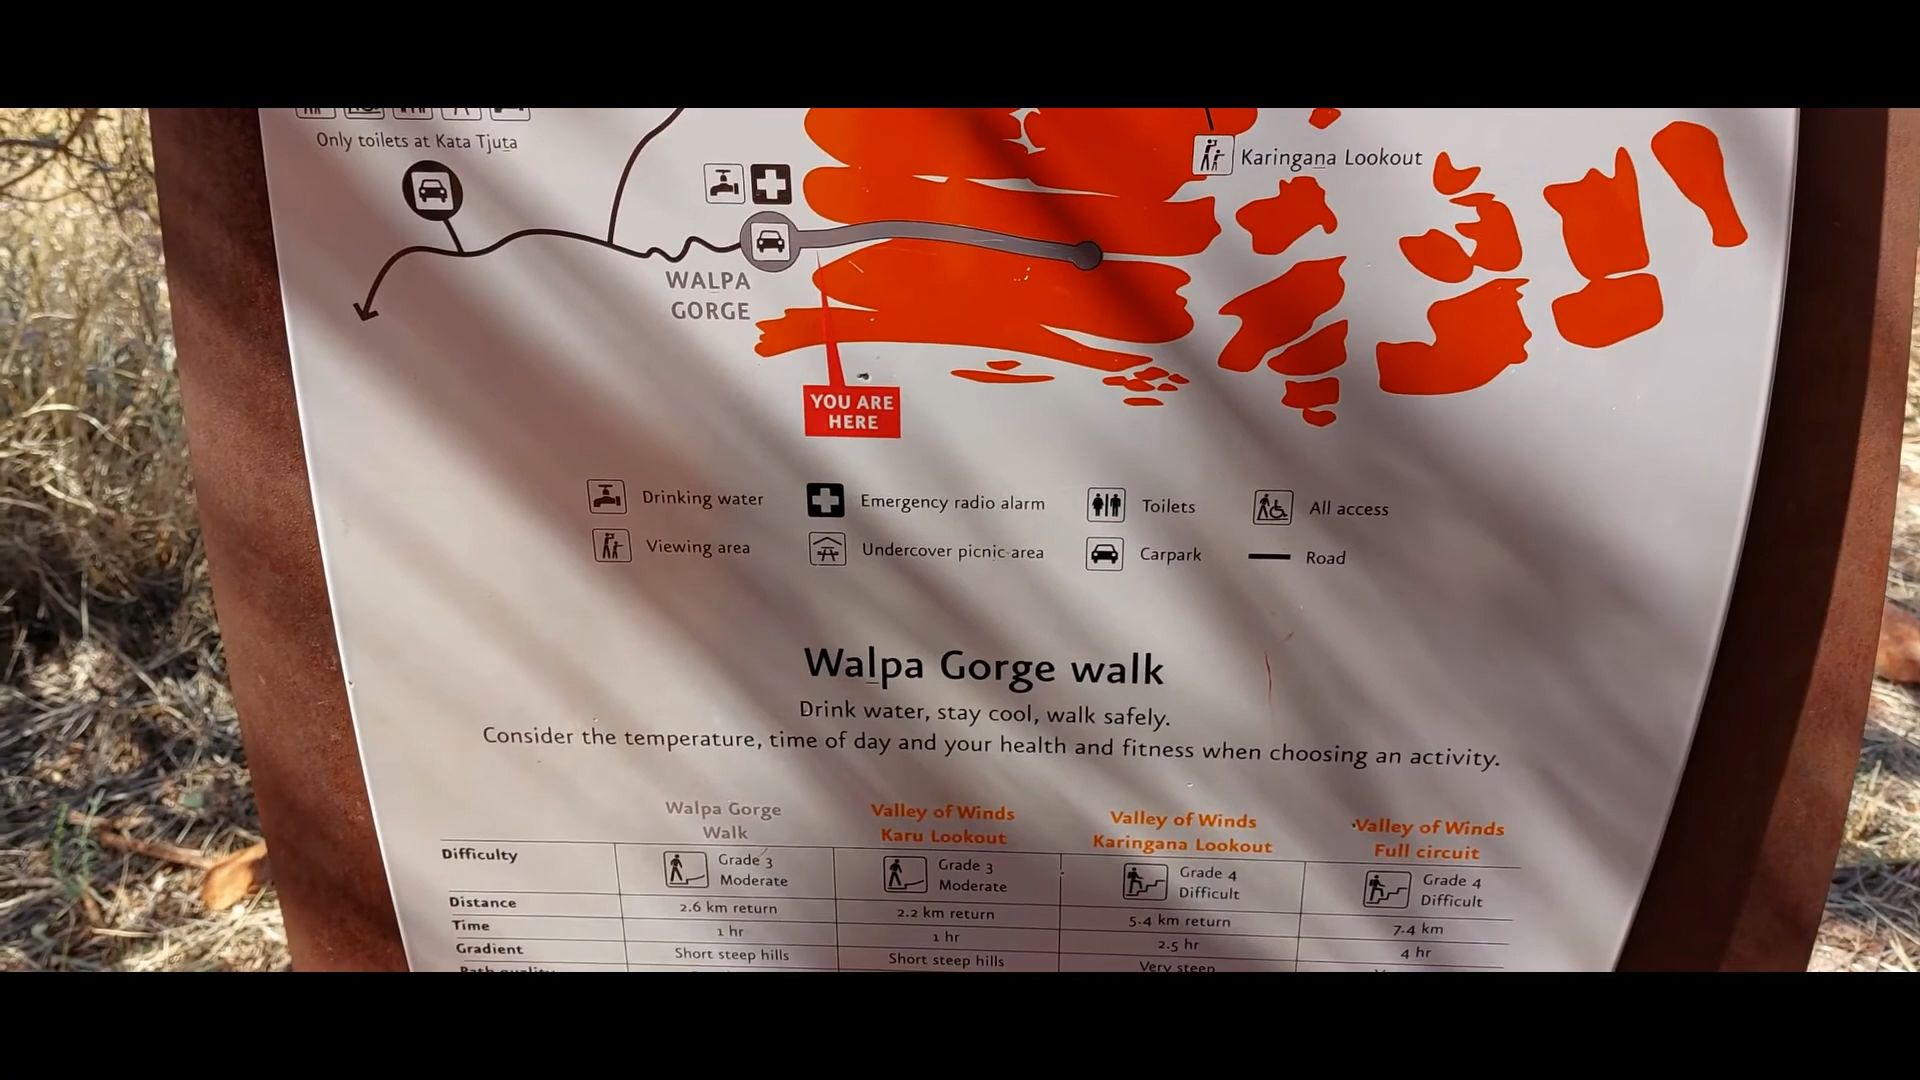 Only toilets at Kata Tjuṯa
Karingana Lookout
WALPA
GORGE
YOU ARE
HERE
Drinking water
Emergency radio alarm
Toilets
All access
Viewing area
Undercover picnic area
Carpark
Road
Waḻpa Gorge walk
Drink water, stay cool, walk safely.
Consider the temperature, time of day and your health and fitness when choosing an activity.
Walpa Gorge
Walk
Valley of Winds
Karu Lookout
Valley of Winds
Karingana Lookout
Valley of Winds
Full circuit
Difficulty
Grade 3
Moderate
Grade 3
Moderate
Grade 4
Difficult
Grade 4
Difficult
Distance
2.6 km return
2.2 km return
5.4 km return
7.4 km
Time
1 hr
1 hr
2.5 hr
4 hr
Gradient
Short steep hills
Short steep hills
Very steep
Path quality